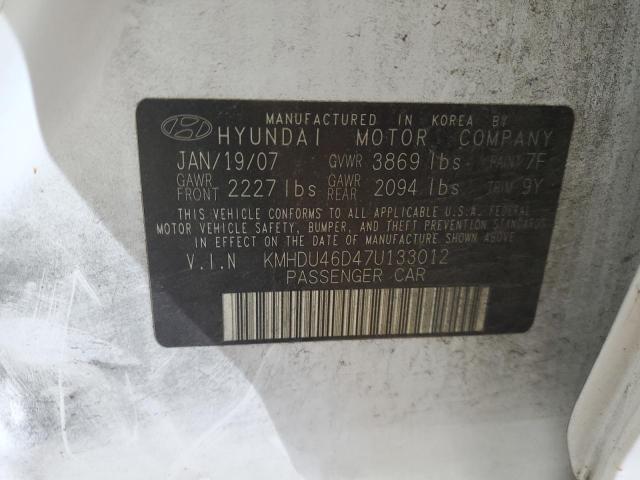 MANUFACTURED IN KOREA BY
HYUNDAI MOTOR COMPANY
JAN/19/07 GVWR 3869 lbs PAINT 7F
GAWR FRONT 2227 lbs GAWR REAR 2094 lbs TRIM 9Y
THIS VEHICLE CONFORMS TO ALL APPLICABLE U.S.A. FEDERAL
MOTOR VEHICLE SAFETY, BUMPER, AND THEFT PREVENTION STANDARDS
IN EFFECT ON THE DATE OF MANUFACTURE SHOWN ABOVE.
V.I.N KMHDU46D47U133012
PASSENGER CAR